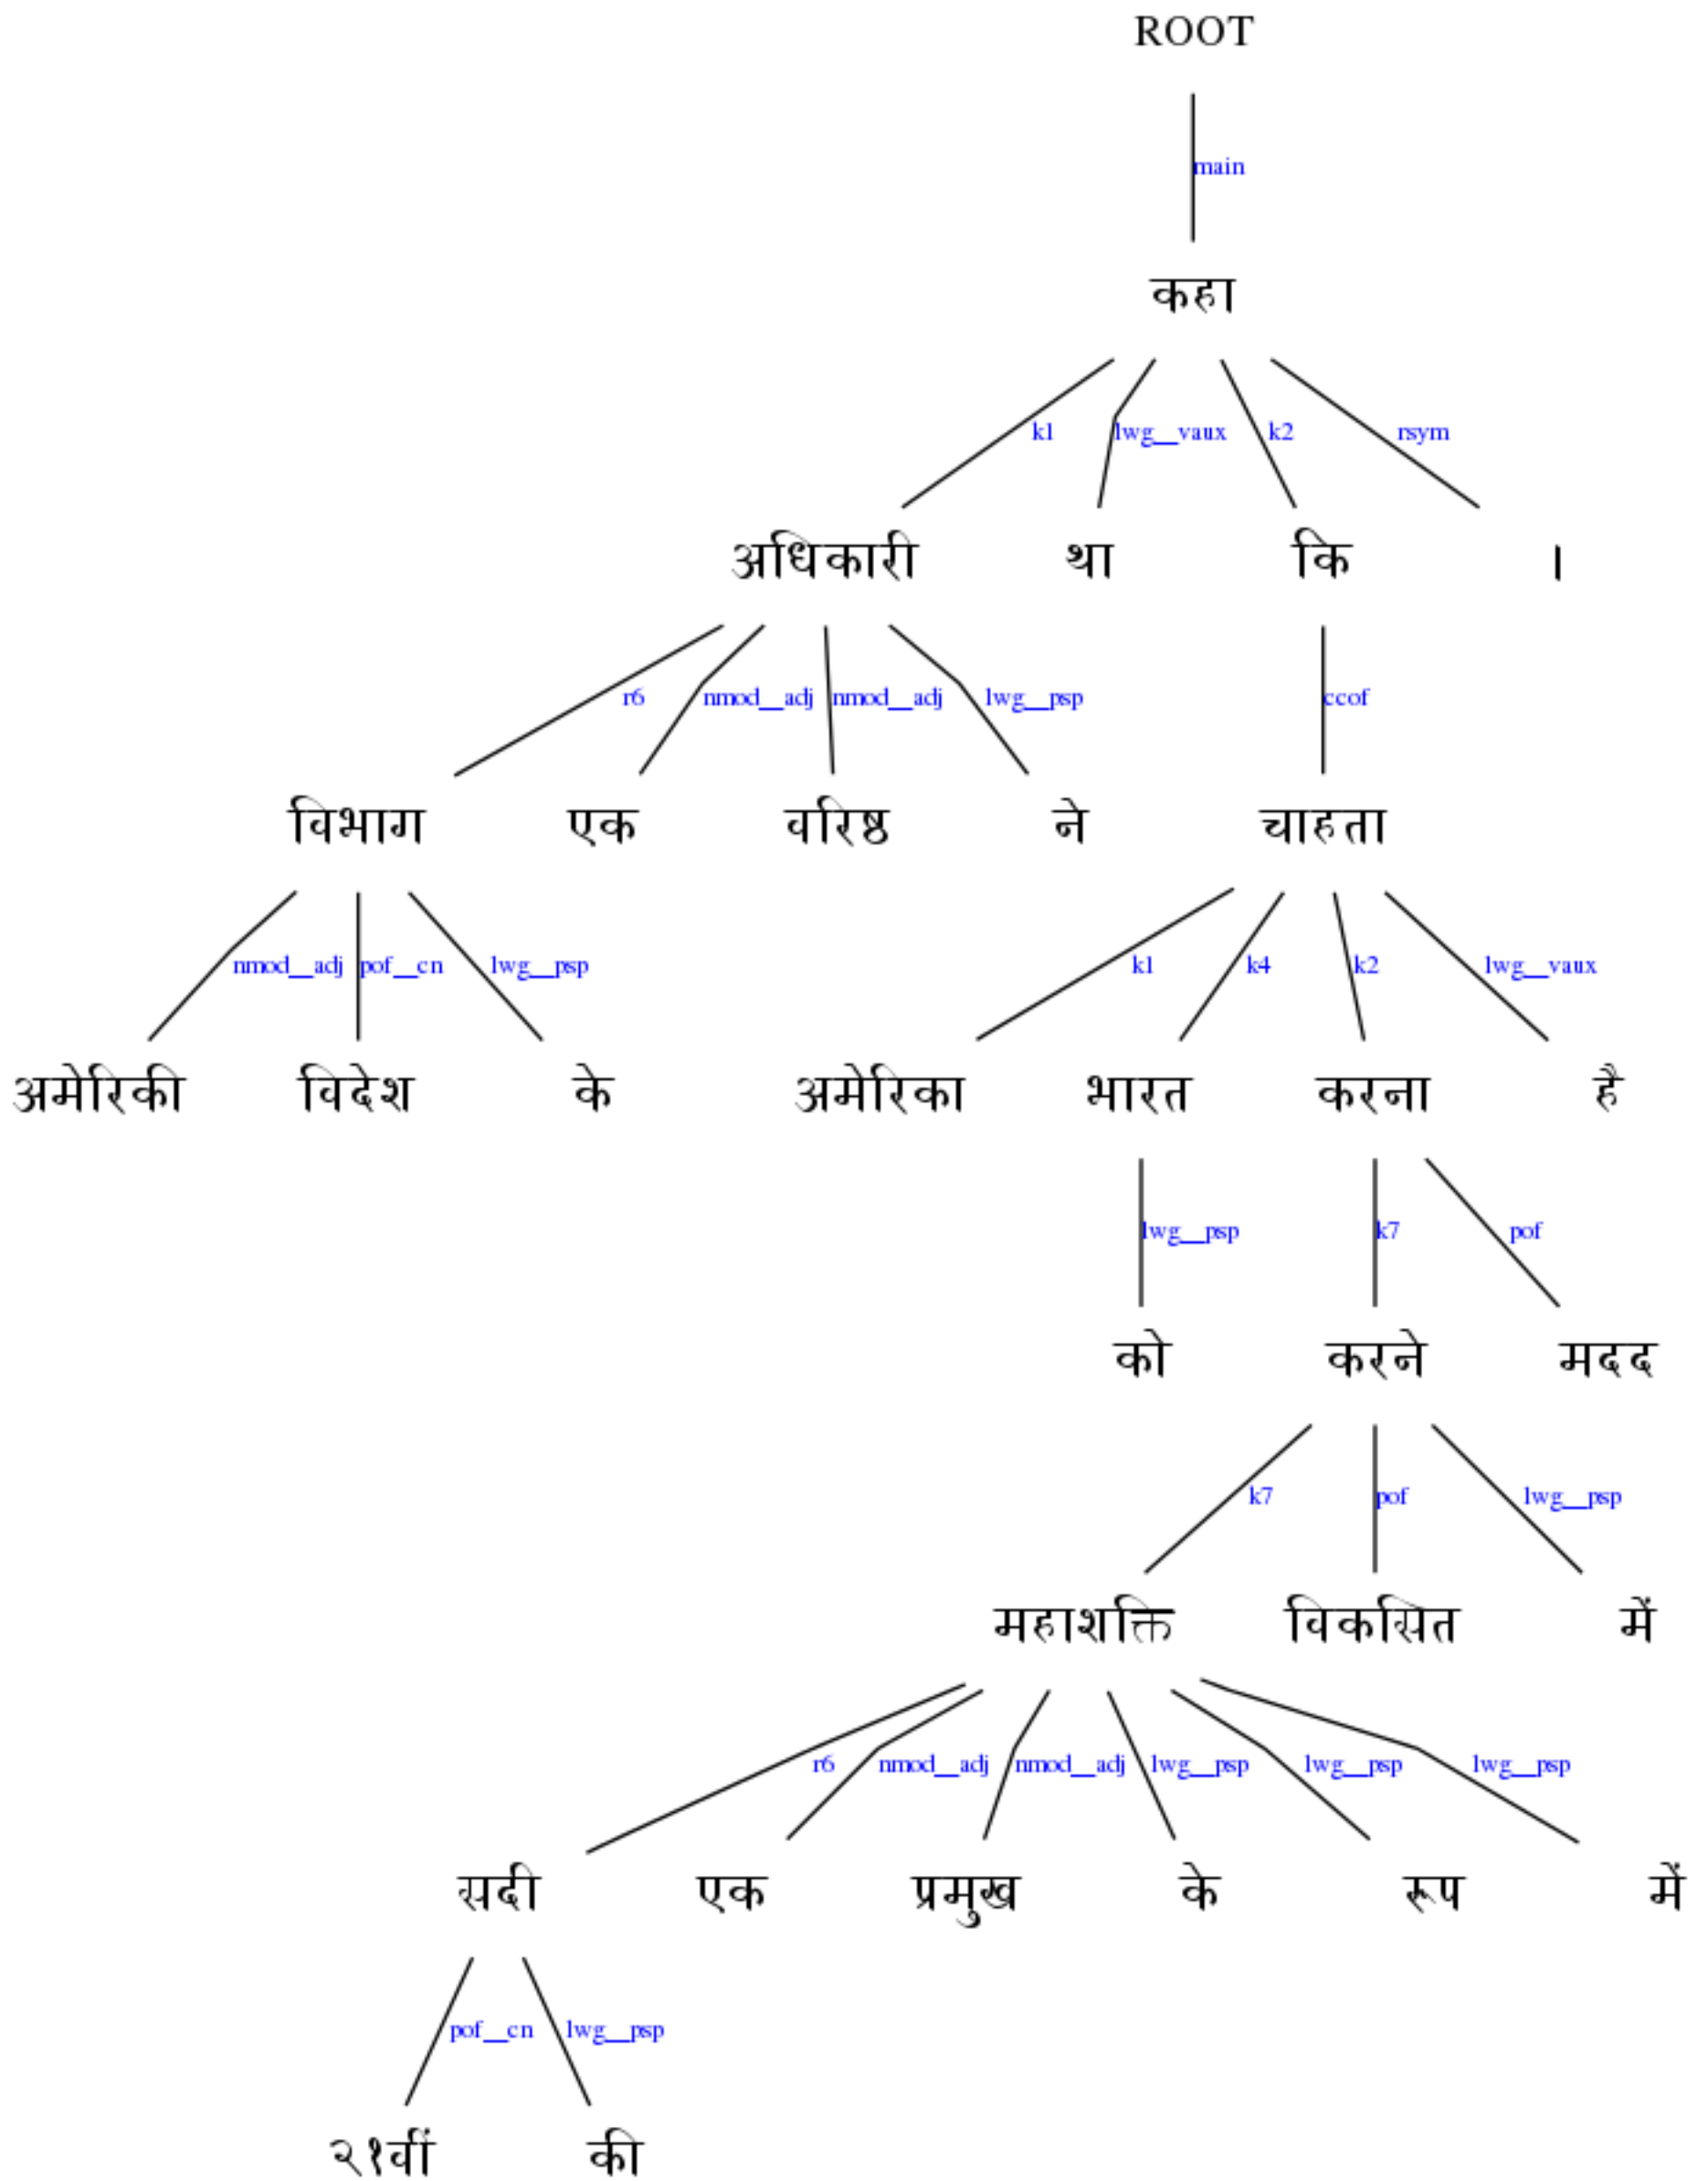 ROOT
main
कहा
k1 lwg__vaux k2 rsym
अधिकारी था कि ।
r6 nmod__adj nmod__adj lwg__psp ccof
विभाग एक वरिष्ठ ने चाहता
nmod__adj pof__cn lwg__psp k1 k4 k2 lwg__vaux
अमेरिकी विदेश के अमेरिका भारत करना है
lwg__psp k7 pof
को करने मदद
k7 pof lwg__psp
महाशक्ति विकसित में
r6 nmod__adj nmod__adj lwg__psp lwg__psp lwg__psp
सदी एक प्रमुख के रूप में
pof__cn lwg__psp
२१वीं की